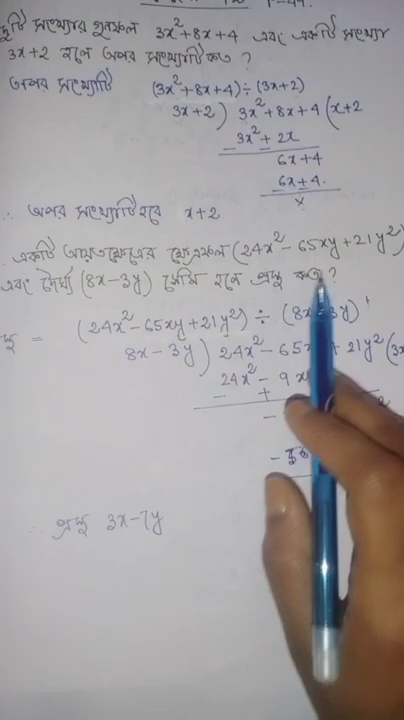 দুটি সংখ্যার গুনফল 3x²+8x+4 এবং একটি সংখ্যা
3x+2 হলে অপর সংখ্যাটি কত ?
অপর সংখ্যাটি (3x²+8x+4) ÷ (3x+2)
3x+2 ) 3x²+8x+4 ( x+2
3x² + 2x
6x+4
6x+4
x
∴ অপর সংখ্যাটি হবে x+2
একটি আয়তক্ষেত্রের ক্ষেত্রফল (24x²-65xy+21y²)
এবং দৈর্ঘ্য (8x-3y) সেমি হলে প্রস্থ কত ?
= (24x²-65xy+21y²) ÷ (8x-3y)
8x-3y ) 24x²-65 + 21y² (3x
24x² - 9x
- +
-
∴ প্রস্থ 3x-7y